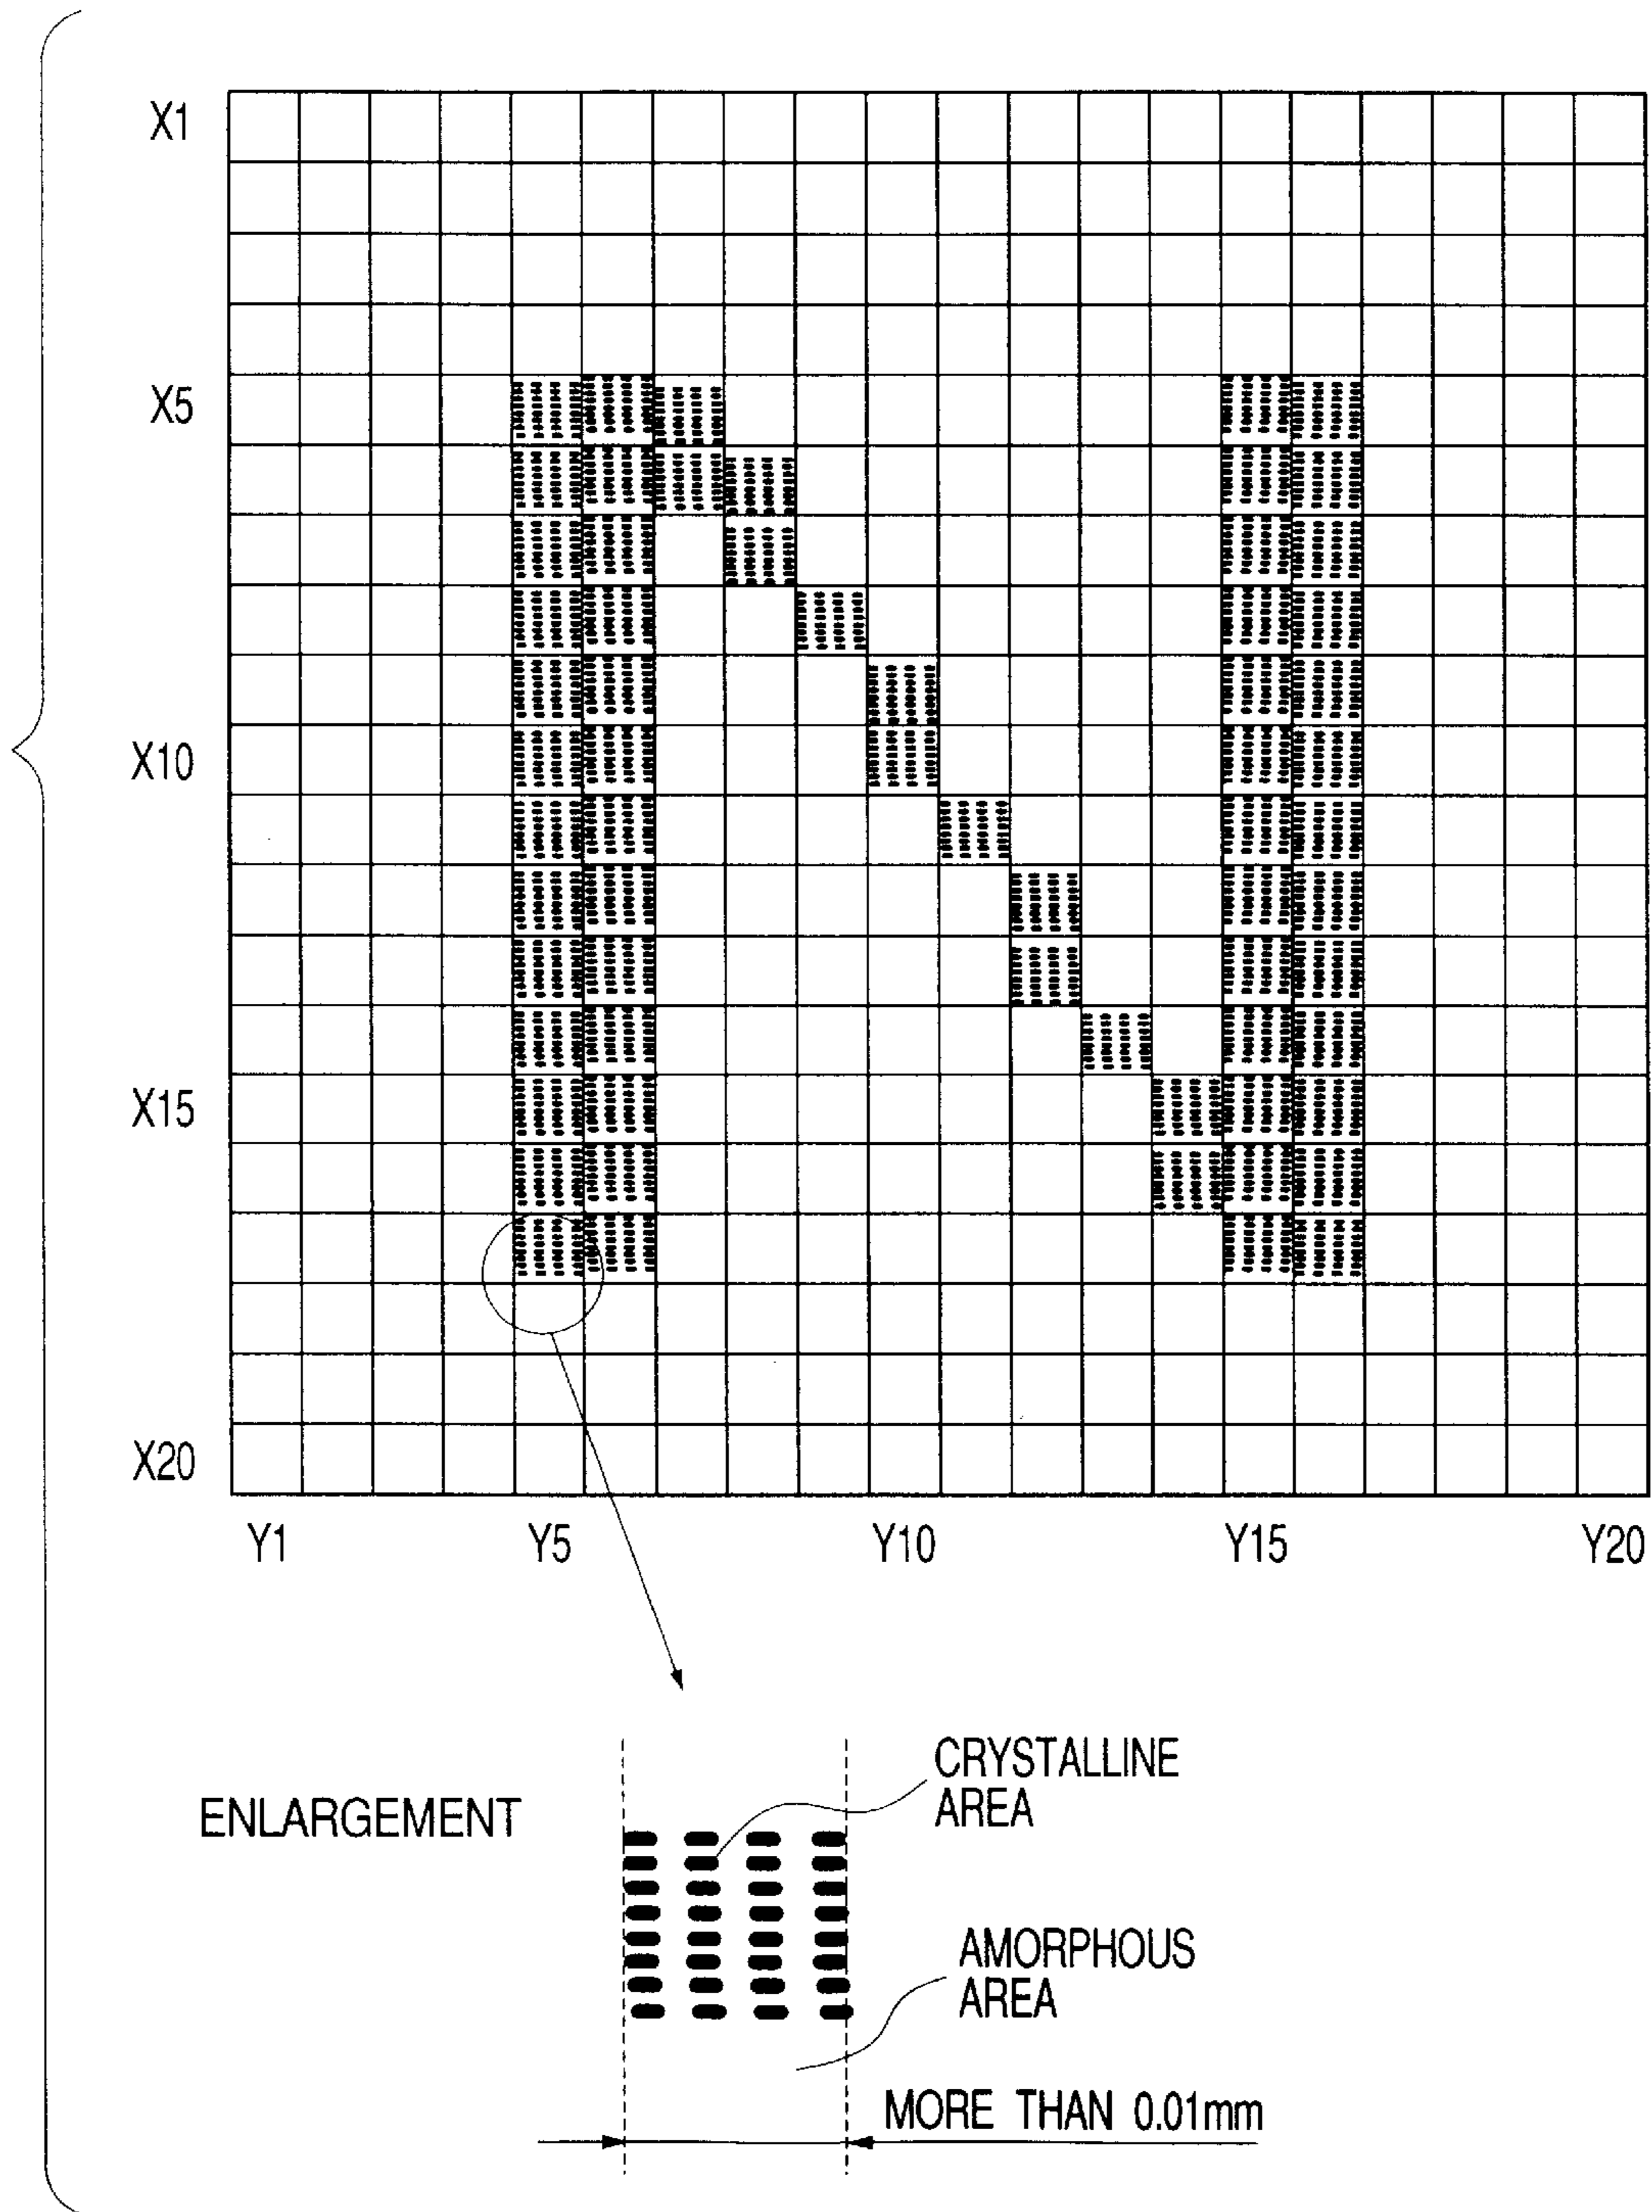 X1
X5
X10
X15
X20
Y1 Y5 Y10 Y15 Y20
ENLARGEMENT
CRYSTALLINE
AREA
AMORPHOUS
AREA
MORE THAN 0.01mm